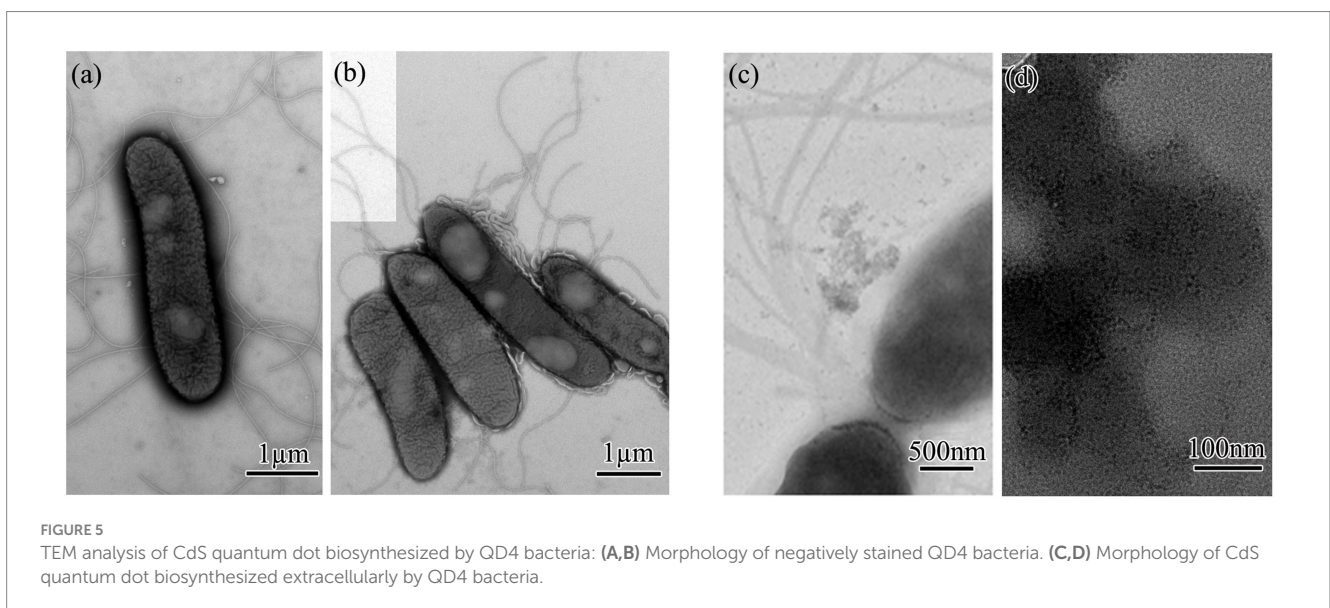 (a)
(b)
(c)
(d)
1μm
1μm
500nm
100nm
FIGURE 5
TEM analysis of CdS quantum dot biosynthesized by QD4 bacteria: (A,B) Morphology of negatively stained QD4 bacteria. (C,D) Morphology of CdS
quantum dot biosynthesized extracellularly by QD4 bacteria.